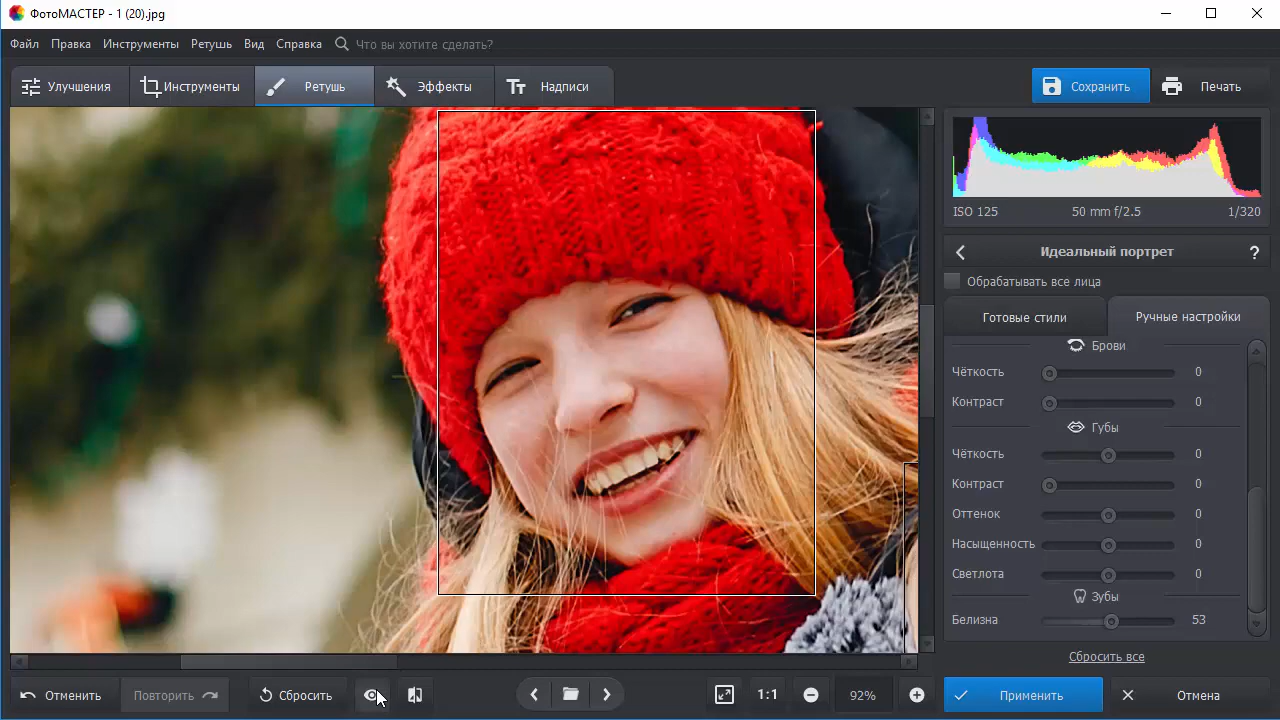 ФотоМАСТЕР - 1 (20).jpg
Файл Правка Инструменты Ретушь Вид Справка Что вы хотите сделать?
Улучшения Инструменты Ретушь Эффекты Надписи Сохранить Печать
ISO 125 50 mm f/2.5 1/320
Идеальный портрет ?
Обрабатывать все лица
Готовые стили Ручные настройки
Брови
Чёткость 0
Контраст 0
Губы
Чёткость 0
Контраст 0
Оттенок 0
Насыщенность 0
Светлота 0
Зубы
Белизна 53
Сбросить все
Отменить Повторить Сбросить 1:1 92% Применить Отмена